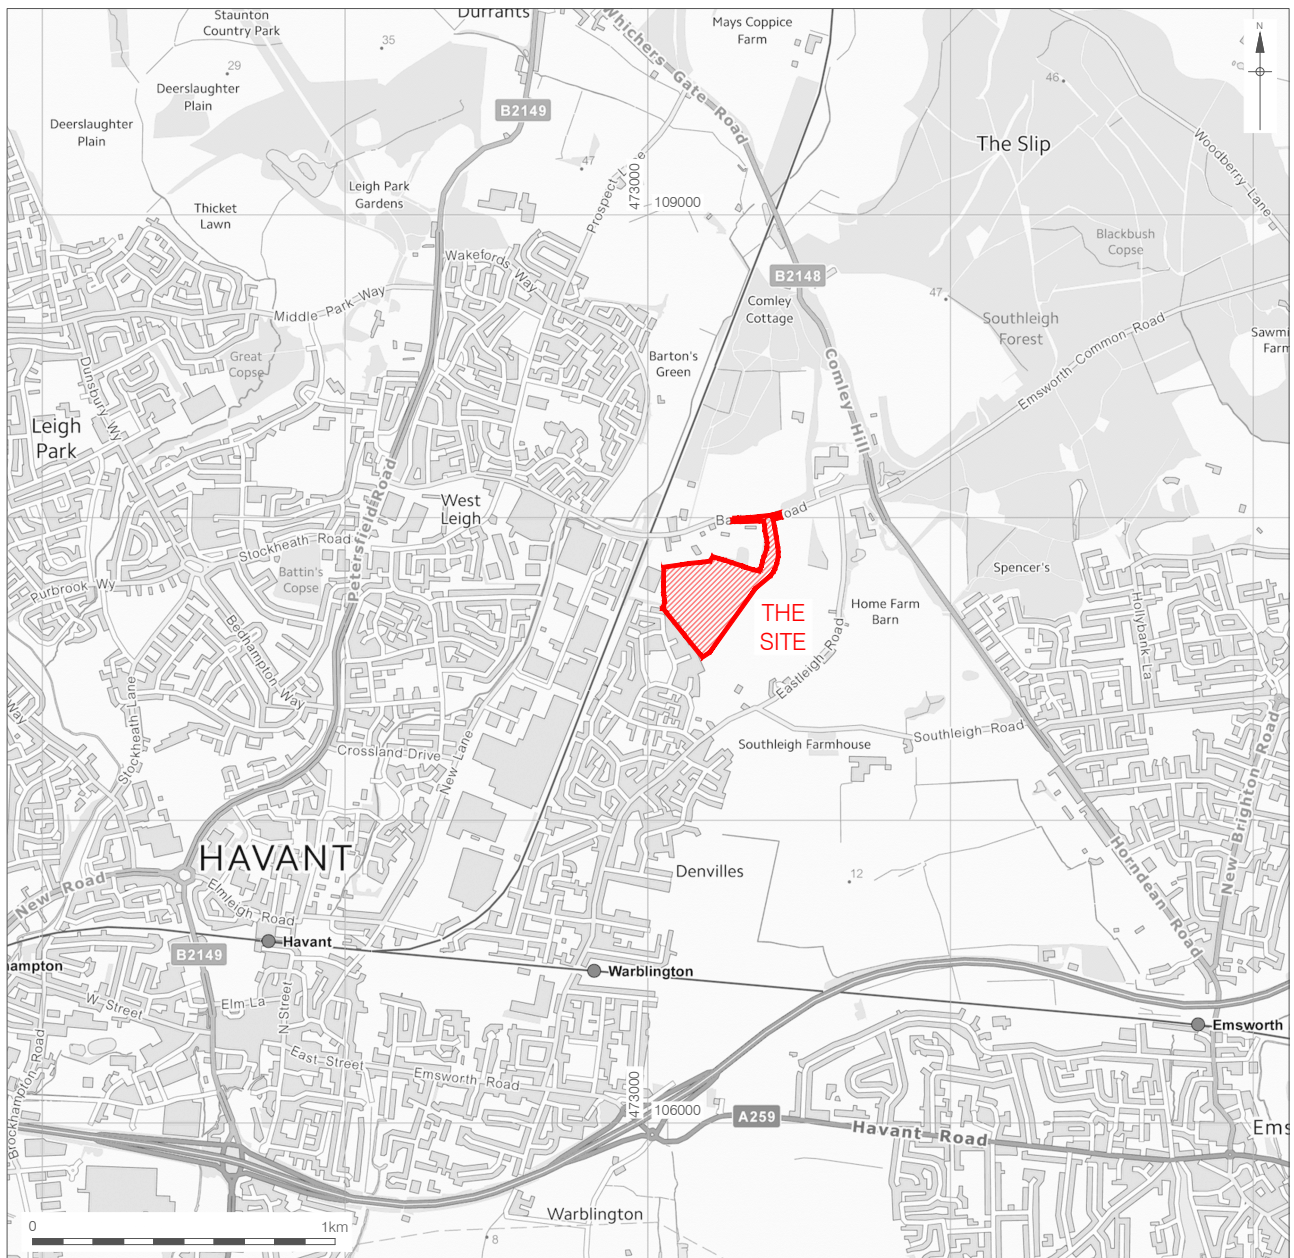 Staunton
Country Park
35
Durrants
Whichers Gate Road
Mays Coppice
Farm
N
29
Deerslaughter
Plain
B2149
46
Deerslaughter
Plain
The Slip
Woodberry Lane
47
Leigh Park
Gardens
Prospect L
e
473000
109000
Thicket
Lawn
Blackbush
Copse
Wakefords Way
B2148
Middle Park Way
47
Comley
Cottage
Southleigh
Forest
Emsworth Common Road
Sawmi
Farm
Great
Copse
Barton's
Green
Dunsbury Wy
Comley Hill
Leigh
Park
Petersfield Road
West
Leigh
Ba
oad
Stockheath Road
Battin's
Copse
Purbrook Wy
Spencer's
Hollybank La
THE
SITE
Home Farm
Barn
Bedhampton Way
Eastleigh Road
Way
Stockheath Lane
Crossland Drive
New Lane
Southleigh Farmhouse
Southleigh Road
New Brighton Road
HAVANT
Denvilles
12
Horndean Road
New Road
Elmleigh Road
Havant
B2149
hampton
Warblington
W Street
Elm La
N Street
Emsworth
East Street
Emsworth Road
Brockhampton Road
473000
106000
A259
Havant Road
Ems
Warblington
0
1km
8